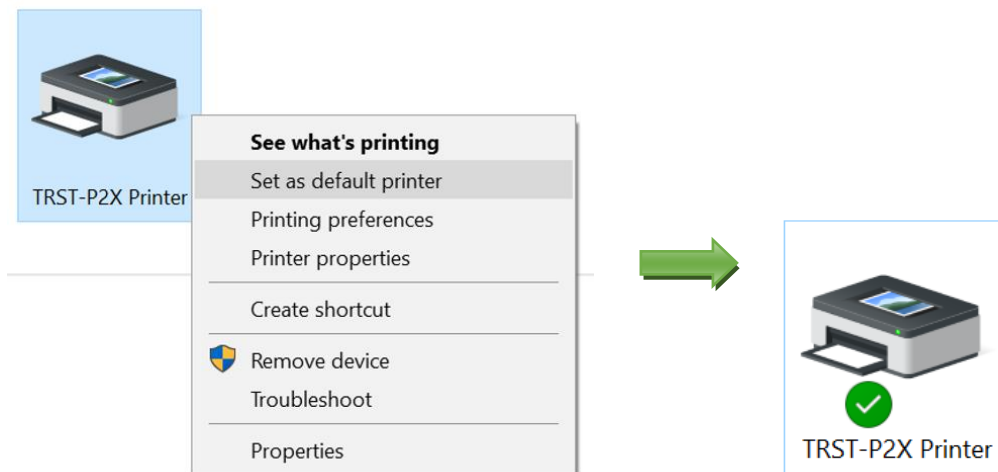 TRST-P2X Printer
See what's printing
Set as default printer
Printing preferences
Printer properties
Create shortcut
Remove device
Troubleshoot
Properties
TRST-P2X Printer